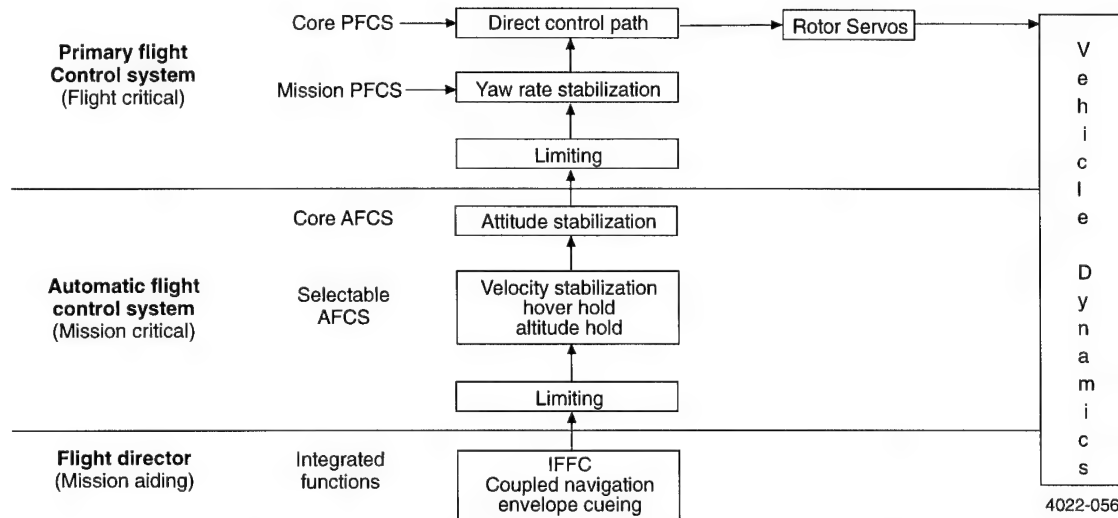 Core PFCS
Direct control path
Rotor Servos
Primary flight
Control system
(Flight critical)
Mission PFCS
Yaw rate stabilization
Limiting
Core AFCS
Attitude stabilization
Automatic flight
control system
(Mission critical)
Selectable
AFCS
Velocity stabilization
hover hold
altitude hold
Limiting
Flight director
(Mission aiding)
Integrated
functions
IFFC
Coupled navigation
envelope cueing
Vehicle Dynamics
4022-056